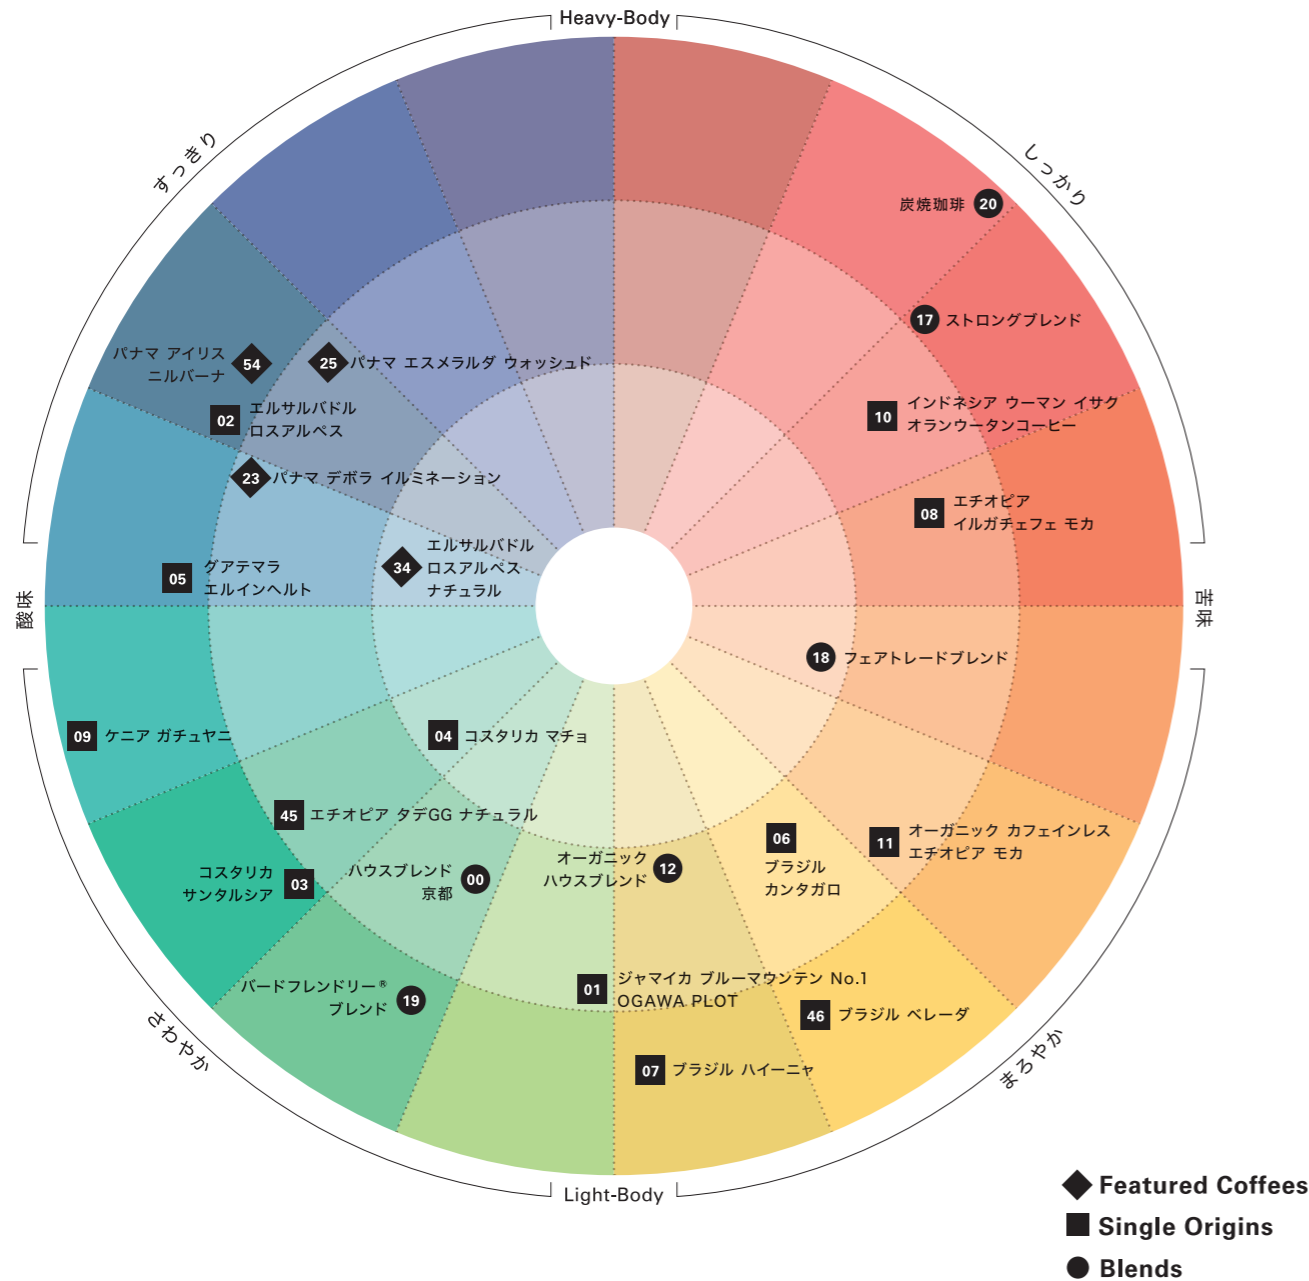 Heavy-Body
すっきり
しっかり
炭焼珈琲 20
17 ストロングブレンド
パナマ アイリス
ニルバーナ
54
25 パナマ エスメラルダ ウォッシュド
02
エルサルバドル
ロスアルペス
10
インドネシア ウーマン イサク
オランウータンコーヒー
23 パナマ デボラ イルミネーション
08
エチオピア
イルガチェフェ モカ
34
エルサルバドル
ロスアルペス
ナチュラル
05
グアテマラ
エルインヘルト
酸味
苦味
18 フェアトレードブレンド
09 ケニア ガチュヤニ
04 コスタリカ マチョ
45 エチオピア タデGG ナチュラル
06
ブラジル
カンタガロ
11
オーガニック カフェインレス
エチオピア モカ
コスタリカ
サンタルシア
03
ハウスブレンド
京都
00
オーガニック
ハウスブレンド
12
バードフレンドリー®
ブレンド
19
01
ジャマイカ ブルーマウンテン No.1
OGAWA PLOT
46 ブラジル ベレーダ
07 ブラジル ハイーニャ
さわやか
まろやか
Light-Body
Featured Coffees
Single Origins
Blends